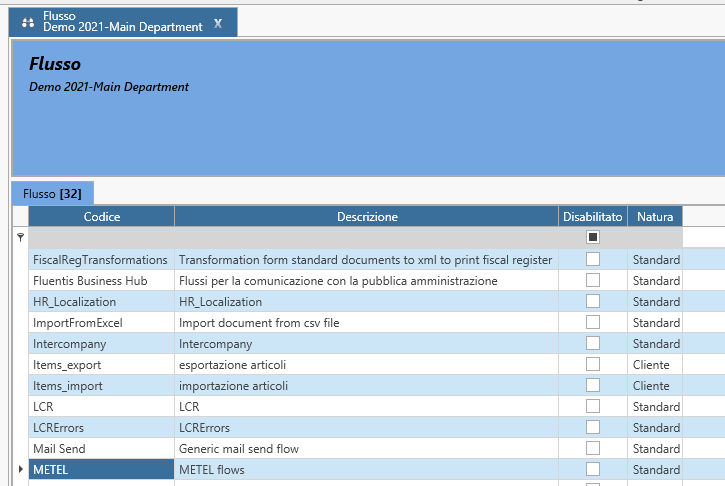 Flusso
Demo 2021-Main Department X
Flusso
Demo 2021-Main Department
Flusso [32]
Codice Descrizione Disabilitato Natura
FiscalRegTransformations Transformation form standard documents to xml to print fiscal register Standard
Fluentis Business Hub Flussi per la comunicazione con la pubblica amministrazione Standard
HR_Localization HR_Localization Standard
ImportFromExcel Import document from csv file Standard
Intercompany Intercompany Standard
Items_export esportazione articoli Cliente
Items_import importazione articoli Cliente
LCR LCR Standard
LCRErrors LCRErrors Standard
Mail Send Generic mail send flow Standard
METEL METEL flows Standard